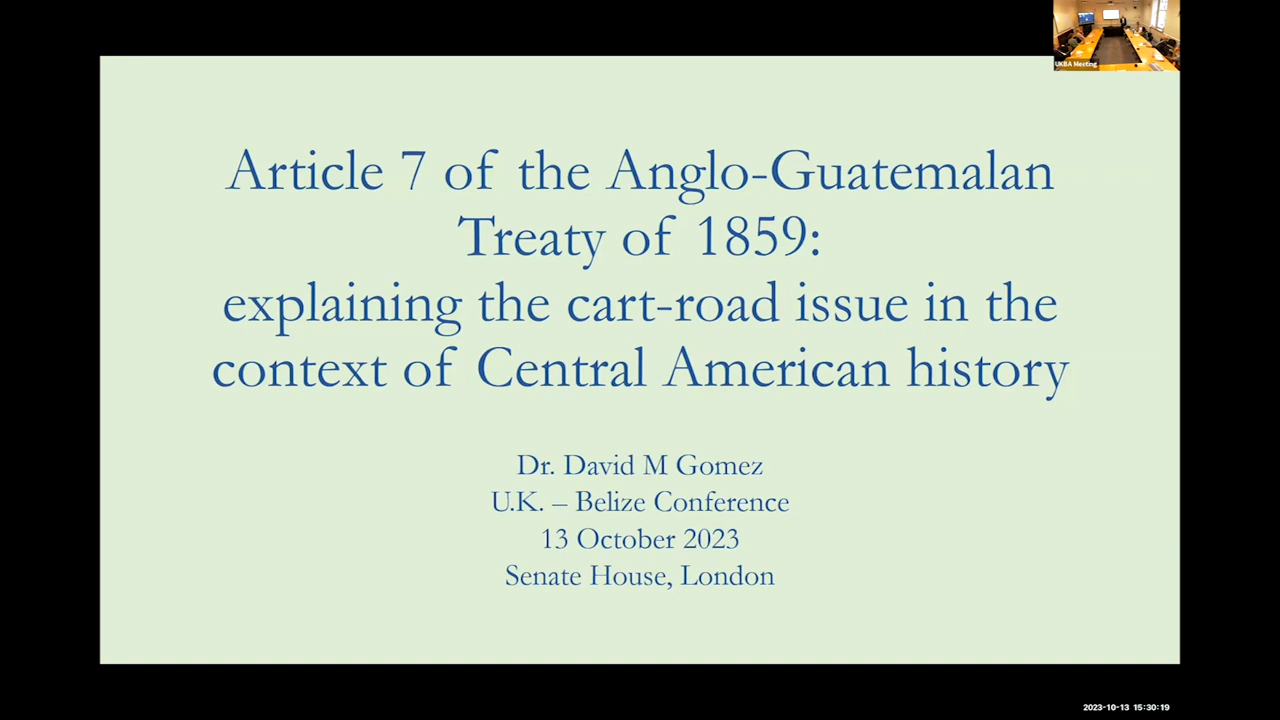 UKBA Meeting
Article 7 of the Anglo-Guatemalan
Treaty of 1859:
explaining the cart-road issue in the
context of Central American history
Dr. David M Gomez
U.K. – Belize Conference
13 October 2023
Senate House, London
2023-10-13 15:30:19